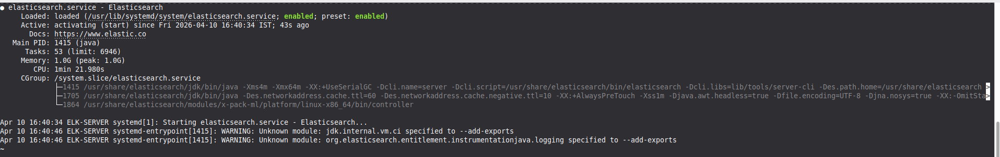 ● elasticsearch.service - Elasticsearch
Loaded: loaded (/usr/lib/systemd/system/elasticsearch.service; enabled; preset: enabled)
Active: activating (start) since Fri 2026-04-10 16:40:34 IST; 43s ago
Docs: https://www.elastic.co
Main PID: 1415 (java)
Tasks: 53 (limit: 6946)
Memory: 1.0G (peak: 1.0G)
CPU: 1min 21.980s
CGroup: /system.slice/elasticsearch.service
├─1415 /usr/share/elasticsearch/jdk/bin/java -Xms4m -Xmx64m -XX:+UseSerialGC -Dcli.name=server -Dcli.script=/usr/share/elasticsearch/bin/elasticsearch -Dcli.libs=lib/tools/server-cli -Des.path.home=/usr/share/elasticsearch >
├─1705 /usr/share/elasticsearch/jdk/bin/java -Des.networkaddress.cache.ttl=60 -Des.networkaddress.cache.negative.ttl=10 -XX:+AlwaysPreTouch -Xss1m -Djava.awt.headless=true -Dfile.encoding=UTF-8 -Djna.nosys=true -XX:-OmitSta>
└─1864 /usr/share/elasticsearch/modules/x-pack-ml/platform/linux-x86_64/bin/controller
Apr 10 16:40:34 ELK-SERVER systemd[1]: Starting elasticsearch.service - Elasticsearch...
Apr 10 16:40:46 ELK-SERVER systemd-entrypoint[1415]: WARNING: Unknown module: jdk.internal.vm.ci specified to --add-exports
Apr 10 16:40:46 ELK-SERVER systemd-entrypoint[1415]: WARNING: Unknown module: org.elasticsearch.entitlement.instrumentationjava.logging specified to --add-exports
~